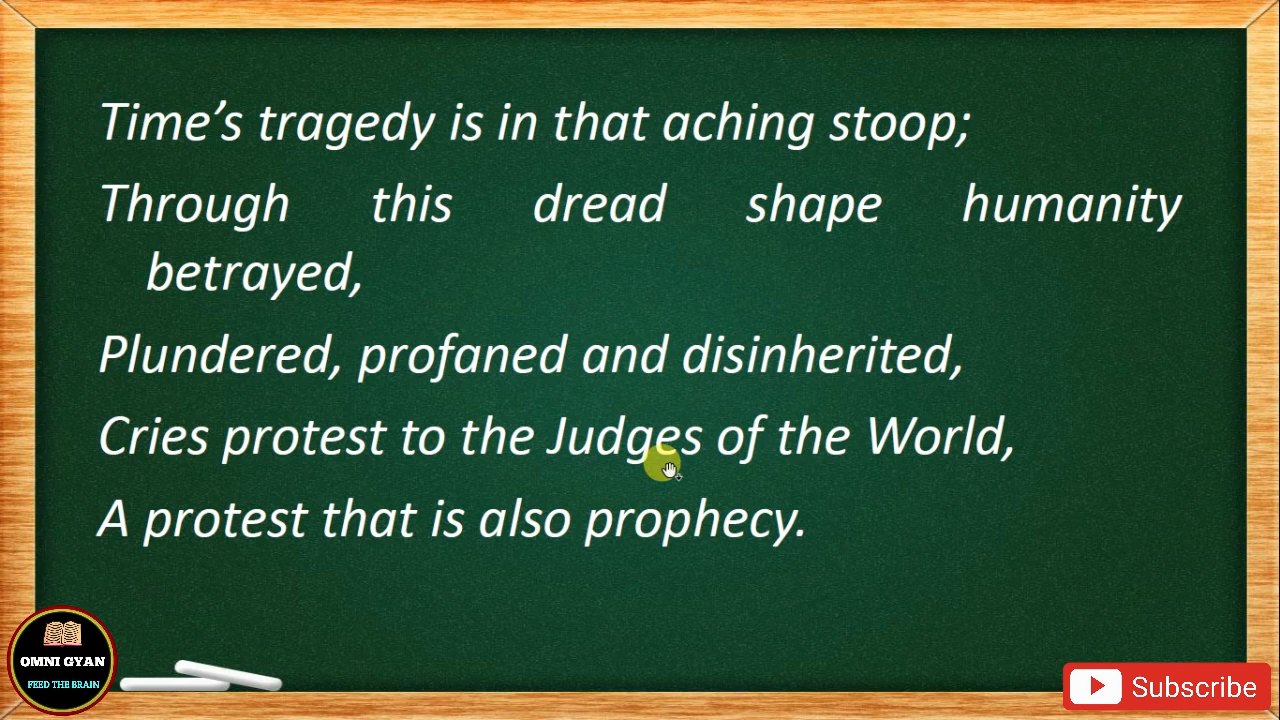 Time’s tragedy is in that aching stoop;
Through this dread shape humanity
betrayed,
Plundered, profaned and disinherited,
Cries protest to the Judges of the World,
A protest that is also prophecy.
OMNI GYAN
FEED THE BRAIN
Subscribe